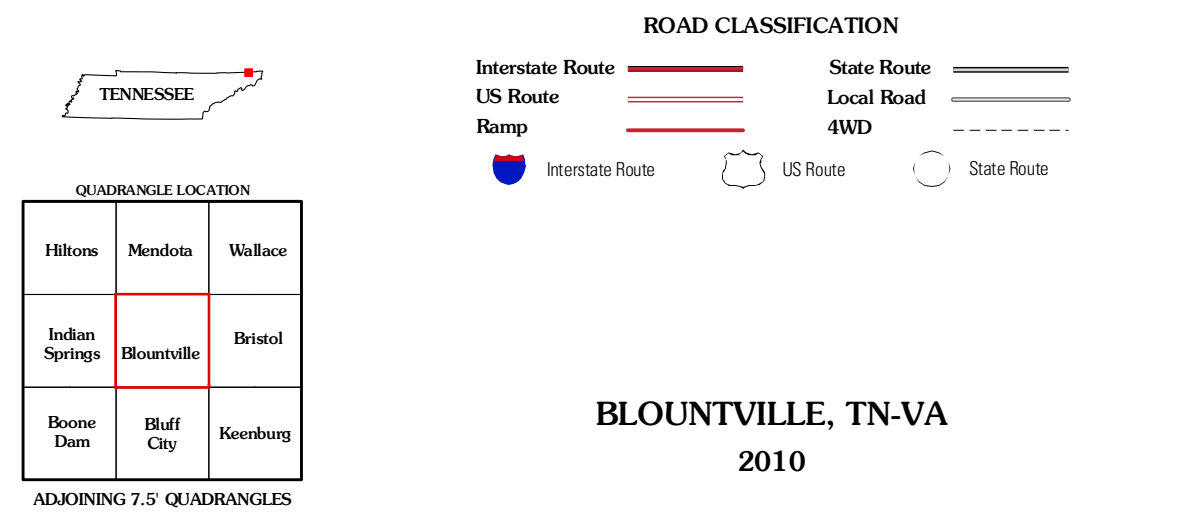 TENNESSEE
QUADRANGLE LOCATION
Hiltons
Mendota
Wallace
Indian
Springs
Blountville
Bristol
Boone
Dam
Bluff
City
Keenburg
ADJOINING 7.5' QUADRANGLES
ROAD CLASSIFICATION
Interstate Route
State Route
US Route
Local Road
Ramp
4WD
Interstate Route
US Route
State Route
BLOUNTVILLE, TN-VA
2010